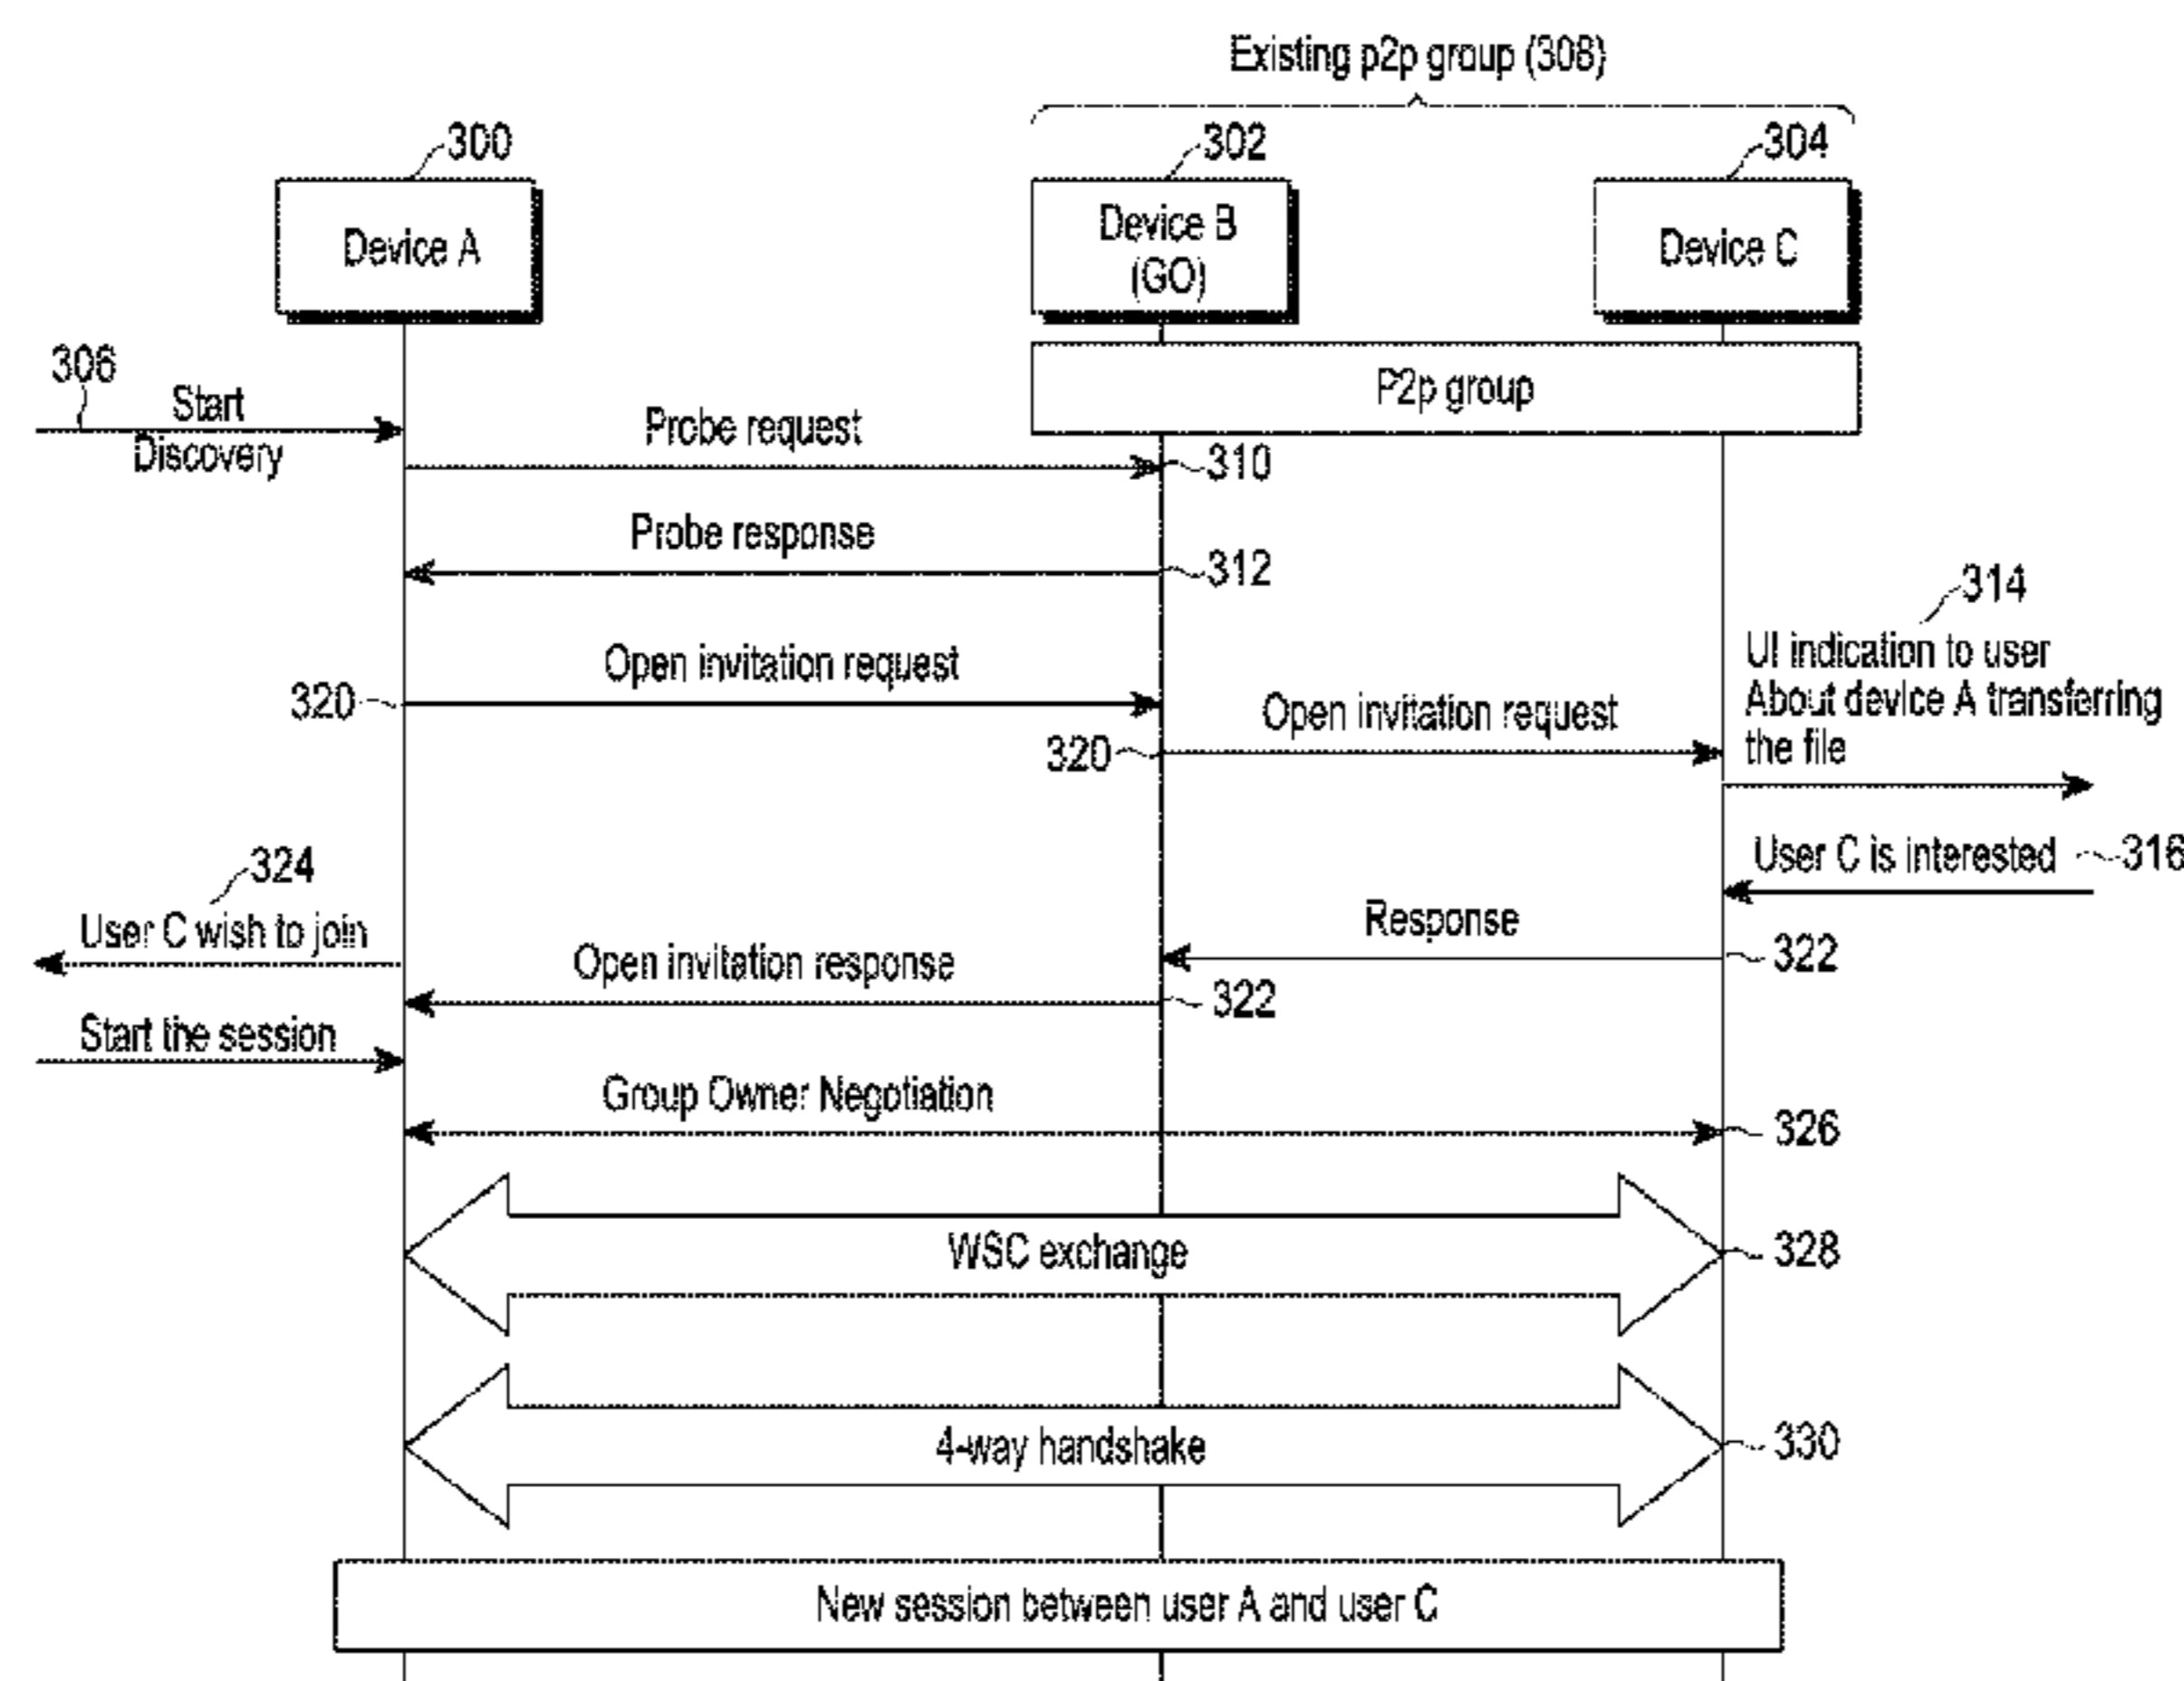 Existing p2p group (308)
300
302
304
Device A
Device B
(GO)
Device C
306
P2p group
Start
Discovery
Probe request
310
Probe response
312
314
UI indication to user
About device A transferring
the file
Open invitation request
320
Open invitation request
320
User C is interested
316
324
User C wish to join
Response
322
Open invitation response
322
Start the session
Group Owner Negotiation
326
WSC exchange
328
4-way handshake
330
New session between user A and user C